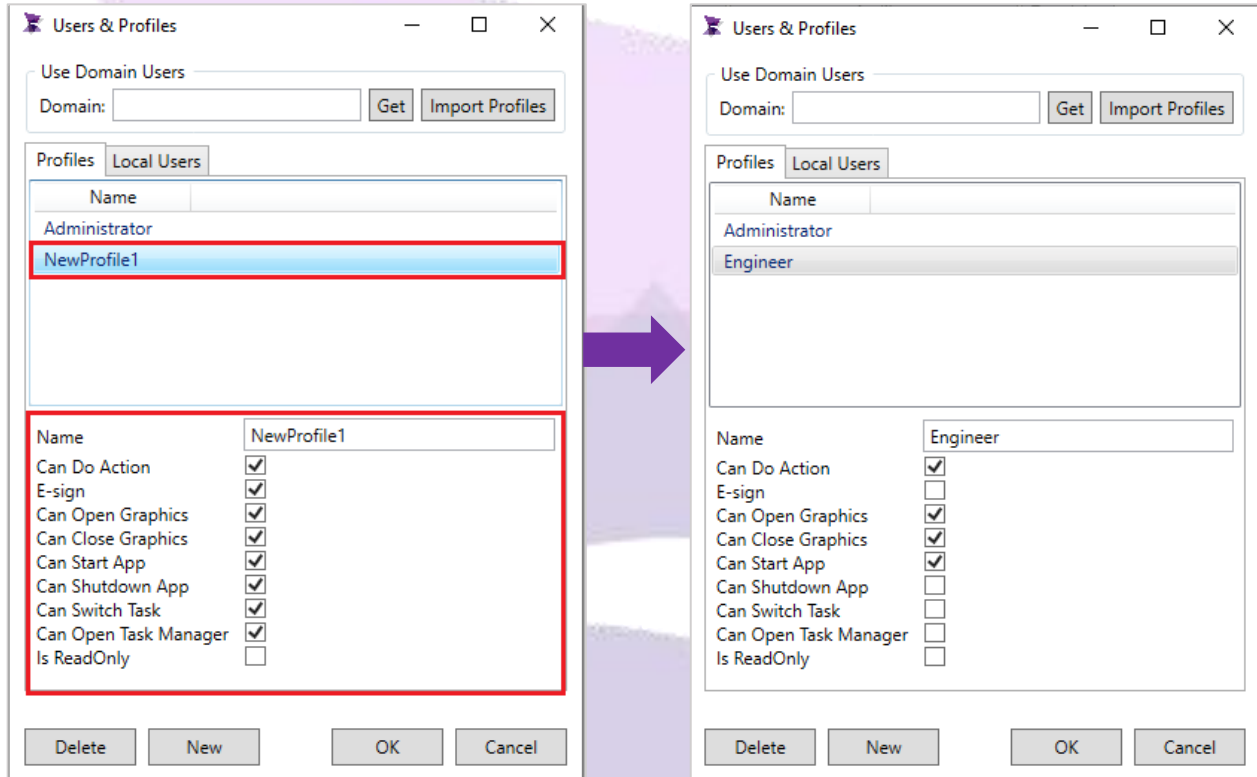 Users & Profiles
Use Domain Users
Domain: Get Import Profiles
Profiles Local Users
Name
Administrator
NewProfile1
Name NewProfile1
Can Do Action
E-sign
Can Open Graphics
Can Close Graphics
Can Start App
Can Shutdown App
Can Switch Task
Can Open Task Manager
Is ReadOnly
Delete New OK Cancel
Users & Profiles
Use Domain Users
Domain: Get Import Profiles
Profiles Local Users
Name
Administrator
Engineer
Name Engineer
Can Do Action
E-sign
Can Open Graphics
Can Close Graphics
Can Start App
Can Shutdown App
Can Switch Task
Can Open Task Manager
Is ReadOnly
Delete New OK Cancel